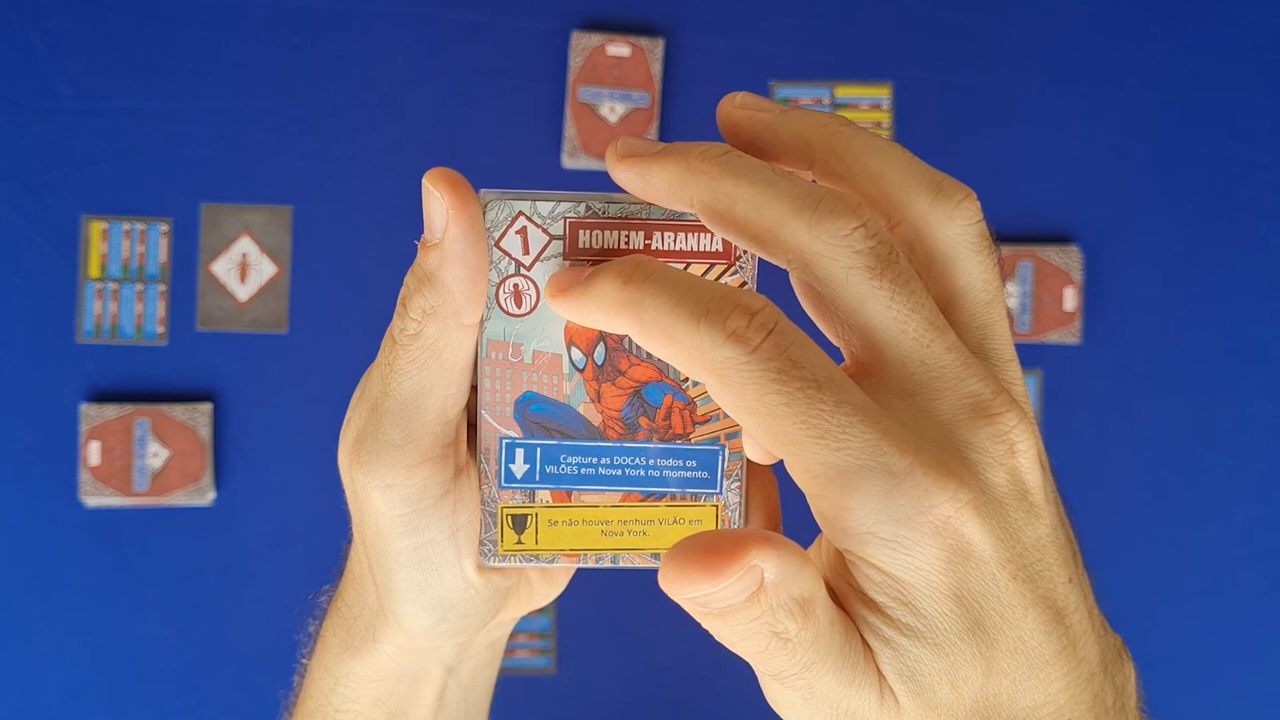 1
HOMEM-ARANHA
Capture as DOCAS e todos os
VILÕES em Nova York no momento.
Se não houver nenhum VILÃO em
Nova York.